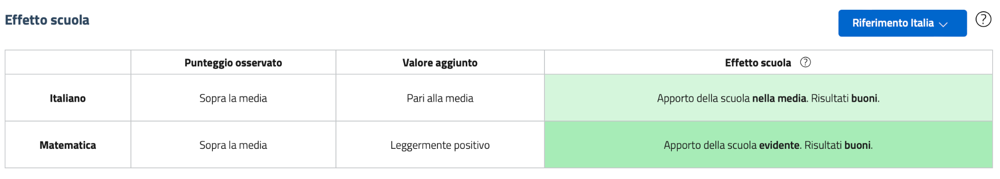 Effetto scuola
Riferimento Italia
Punteggio osservato Valore aggiunto Effetto scuola
Italiano Sopra la media Pari alla media Apporto della scuola nella media. Risultati buoni.
Matematica Sopra la media Leggermente positivo Apporto della scuola evidente. Risultati buoni.